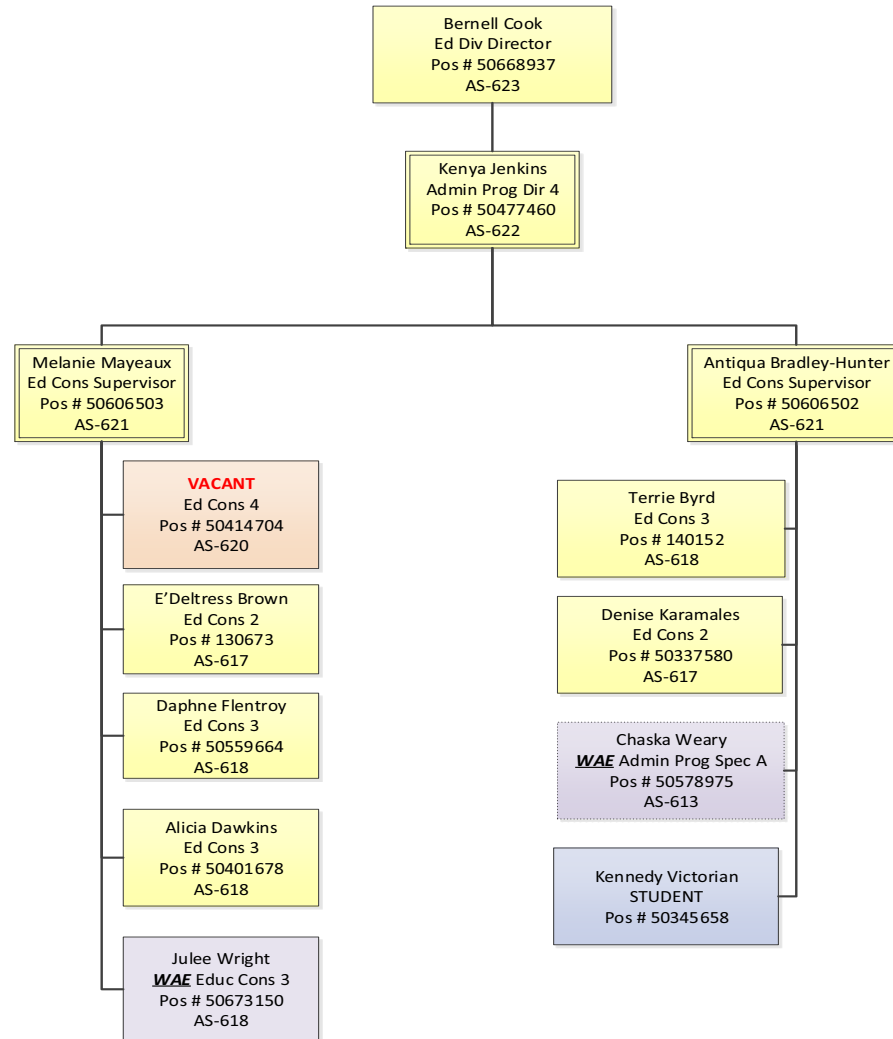 Bernell Cook
Ed Div Director
Pos # 50668937
AS-623
Kenya Jenkins
Admin Prog Dir 4
Pos # 50477460
AS-622
Melanie Mayeaux
Ed Cons Supervisor
Pos # 50606503
AS-621
Antiqua Bradley-Hunter
Ed Cons Supervisor
Pos # 50606502
AS-621
VACANT
Ed Cons 4
Pos # 50414704
AS-620
E'Deltress Brown
Ed Cons 2
Pos # 130673
AS-617
Daphne Flentroy
Ed Cons 3
Pos # 50559664
AS-618
Alicia Dawkins
Ed Cons 3
Pos # 50401678
AS-618
Julee Wright
WAE Educ Cons 3
Pos # 50673150
AS-618
Terrie Byrd
Ed Cons 3
Pos # 140152
AS-618
Denise Karamales
Ed Cons 2
Pos # 50337580
AS-617
Chaska Weary
WAE Admin Prog Spec A
Pos # 50578975
AS-613
Kennedy Victorian
STUDENT
Pos # 50345658